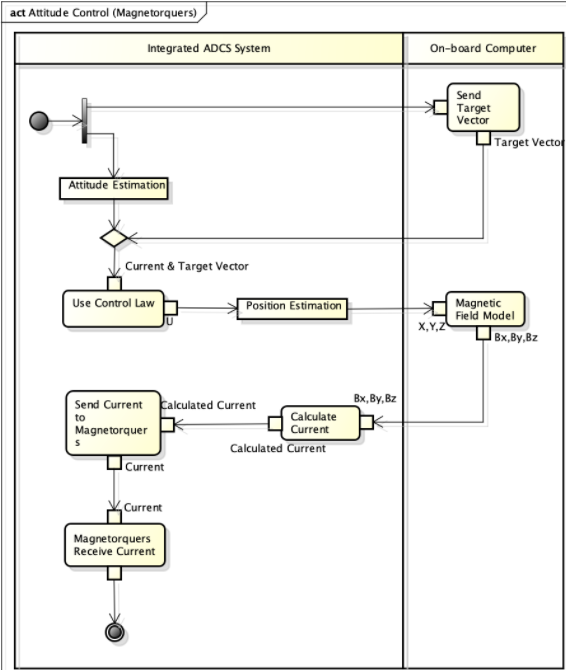 act Attitude Control (Magnetorquers)
Integrated ADCS System
On-board Computer
Send
Target
Vector
Target Vector
Attitude Estimation
Current & Target Vector
Use Control Law
U
Position Estimation
X,Y,Z
Magnetic
Field Model
Bx,By,Bz
Bx,By,Bz
Calculate
Current
Calculated Current
Calculated Current
Send Current
to
Magnetorquer
s
Current
Current
Magnetorquers
Receive Current